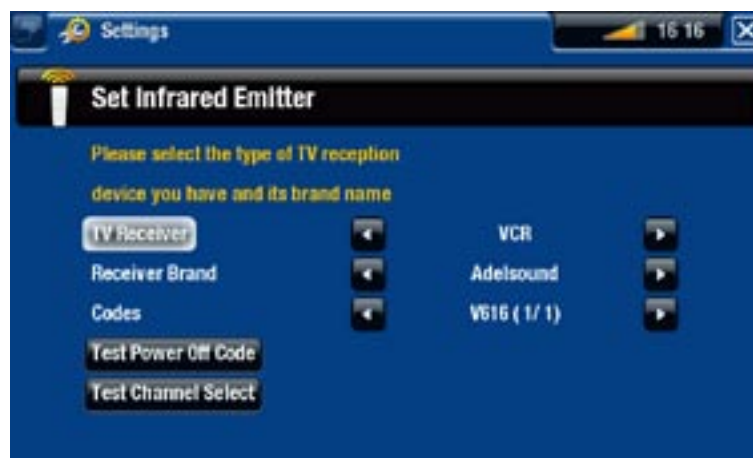 Settings
16 16
Set Infrared Emitter
Please select the type of TV reception
device you have and its brand name
TV Receiver VCR
Receiver Brand Adelsound
Codes V616 ( 1/ 1)
Test Power Off Code
Test Channel Select